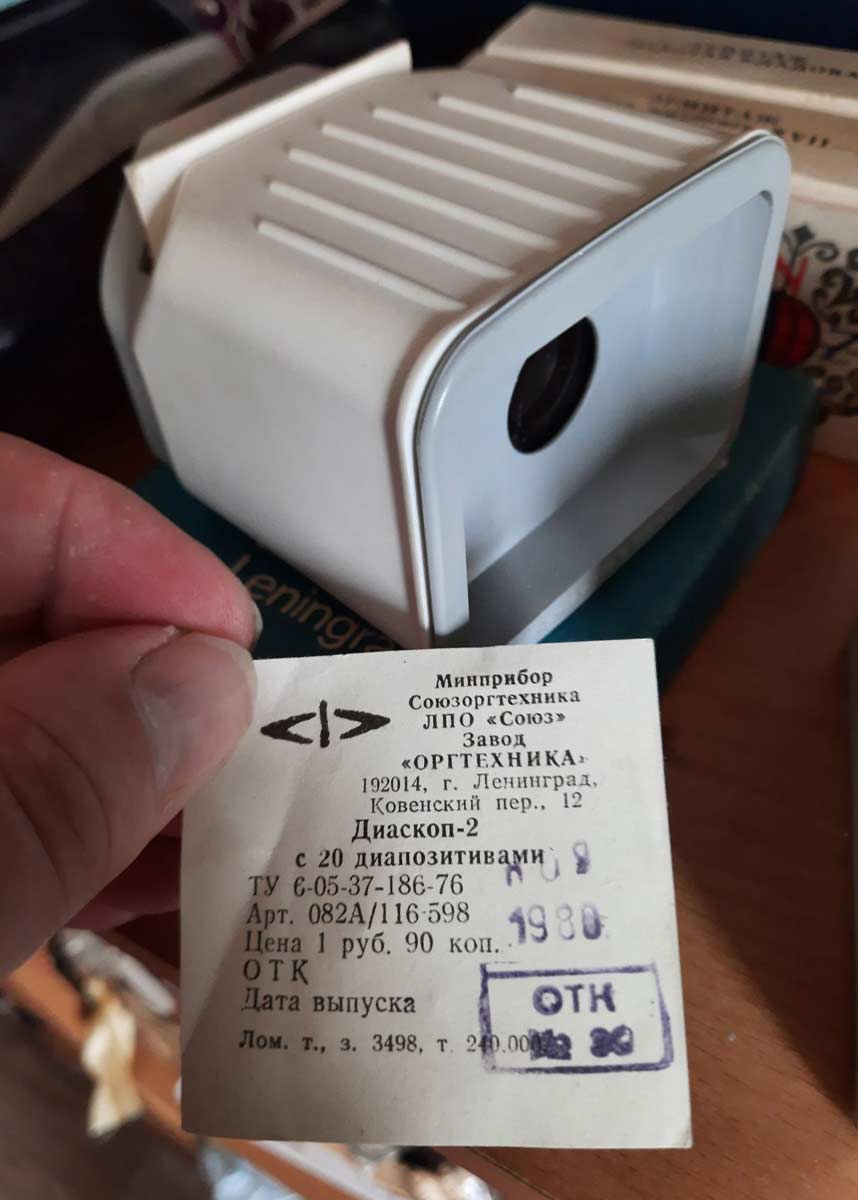 Leningra
Минприбор
Союзоргтехника
ЛПО «Союз»
Завод
«ОРГТЕХНИКА»
192014, г. Ленинград,
Ковенский пер., 12
Диаскоп-2
с 20 диапозитивами
ТУ 6-05-37-186-76
Арт. 082А/116-598
1980
Цена 1 руб. 90 коп.
ОТК
ОТК
Дата выпуска
Лом. т., з. 3498, т. 240.000